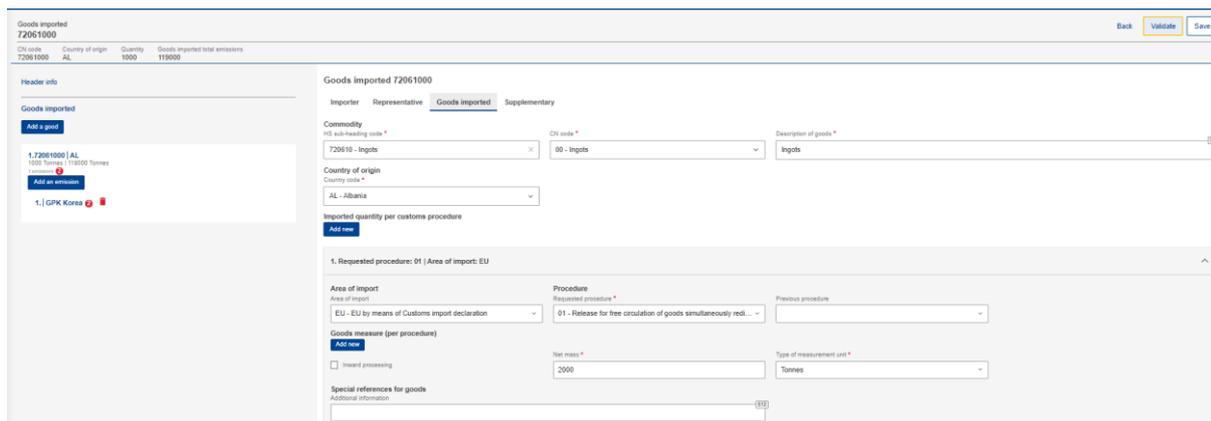 Goods imported
72061000
Back Validate Save
CN code Country of origin Quantity Goods imported total emissions
72061000 AL 1000 119000
Header info
Goods imported
Add a good
1.72061000 | AL
1000 Tonnes | 119000 Tonnes
1 emissions 2
Add an emission
1. | GPK Korea 2
Goods imported 72061000
Importer Representative Goods imported Supplementary
Commodity
HS sub-heading code * CN code * Description of goods *
720610 - Ingots 00 - Ingots Ingots
Country of origin
Country code *
AL - Albania
Imported quantity per customs procedure
Add new
1. Requested procedure: 01 | Area of import: EU
Area of import Procedure
Area of import Requested procedure * Previous procedure
EU - EU by means of Customs import declaration 01 - Release for free circulation of goods simultaneously redi...
Goods measure (per procedure)
Add new
Net mass * Type of measurement unit *
Inward processing 2000 Tonnes
Special references for goods
Additional information
512